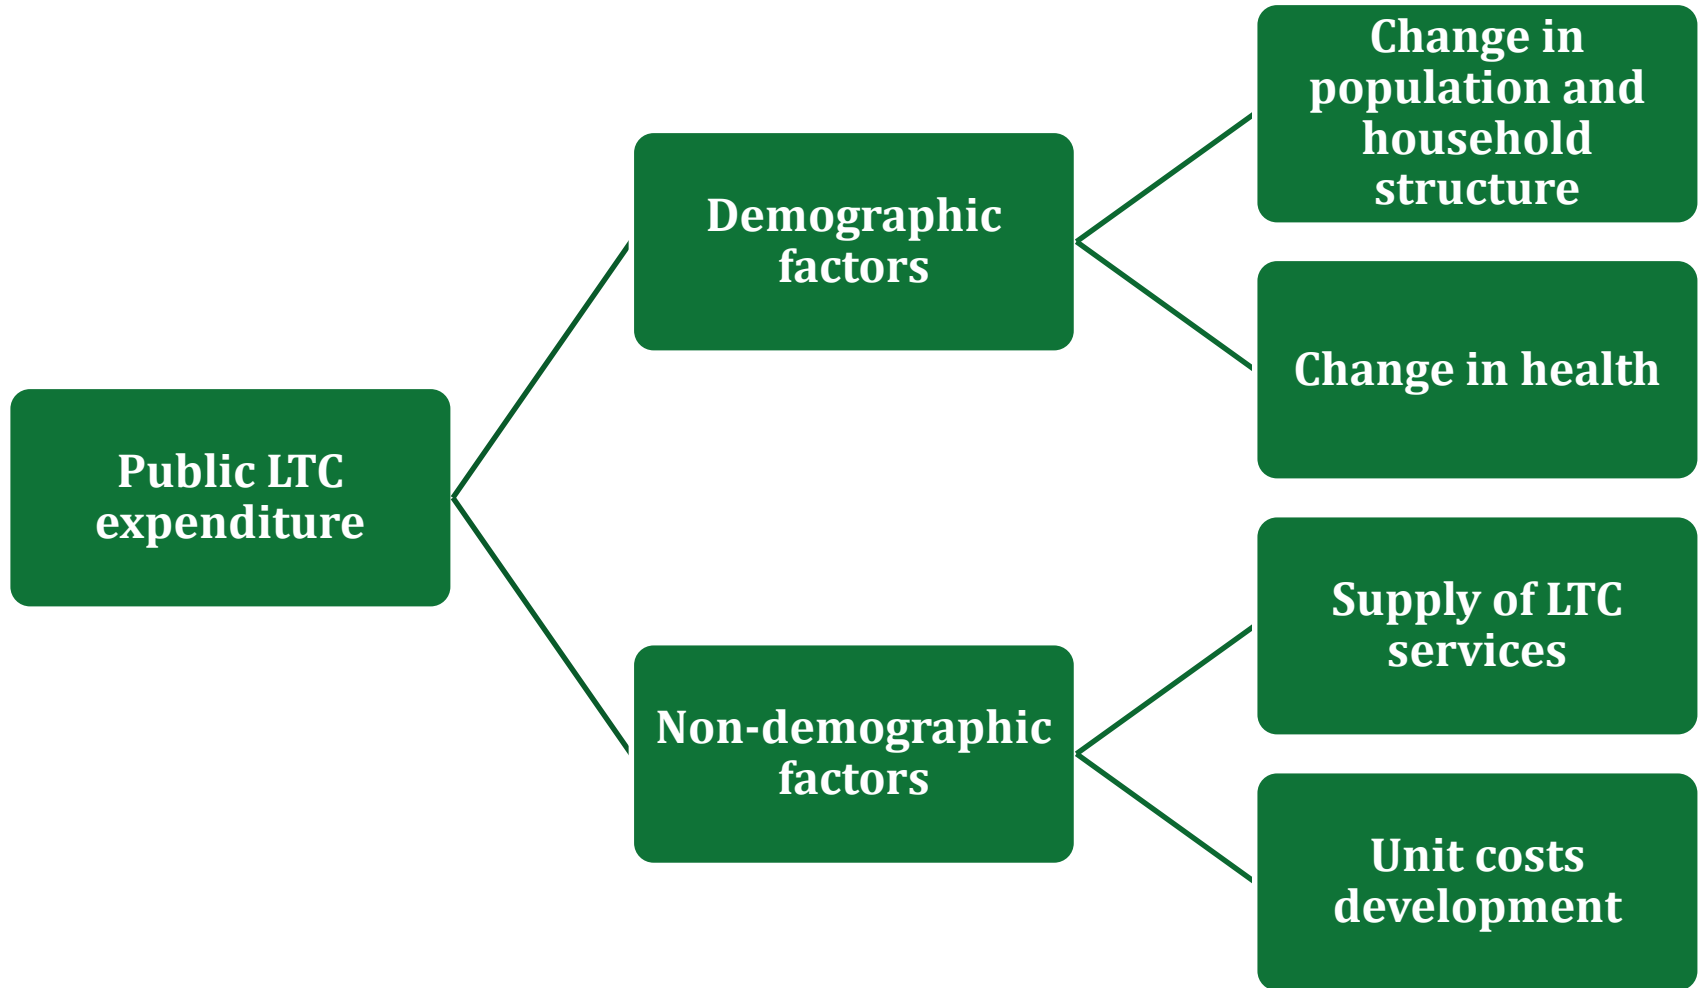 Public LTC
expenditure
Demographic
factors
Change in
population and
household
structure
Change in health
Non-demographic
factors
Supply of LTC
services
Unit costs
development